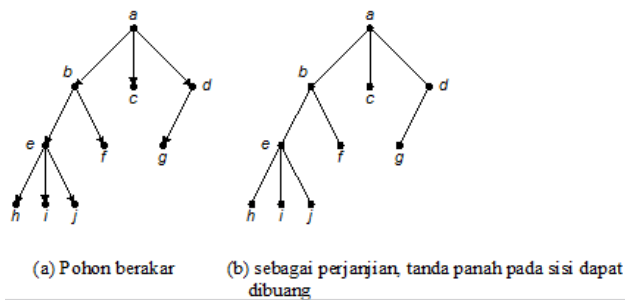 a a
b d b d
c c
e f g e f g
h i j h i j
(a) Pohon berakar (b) sebagai perjanjian, tanda panah pada sisi dapat
dibuang